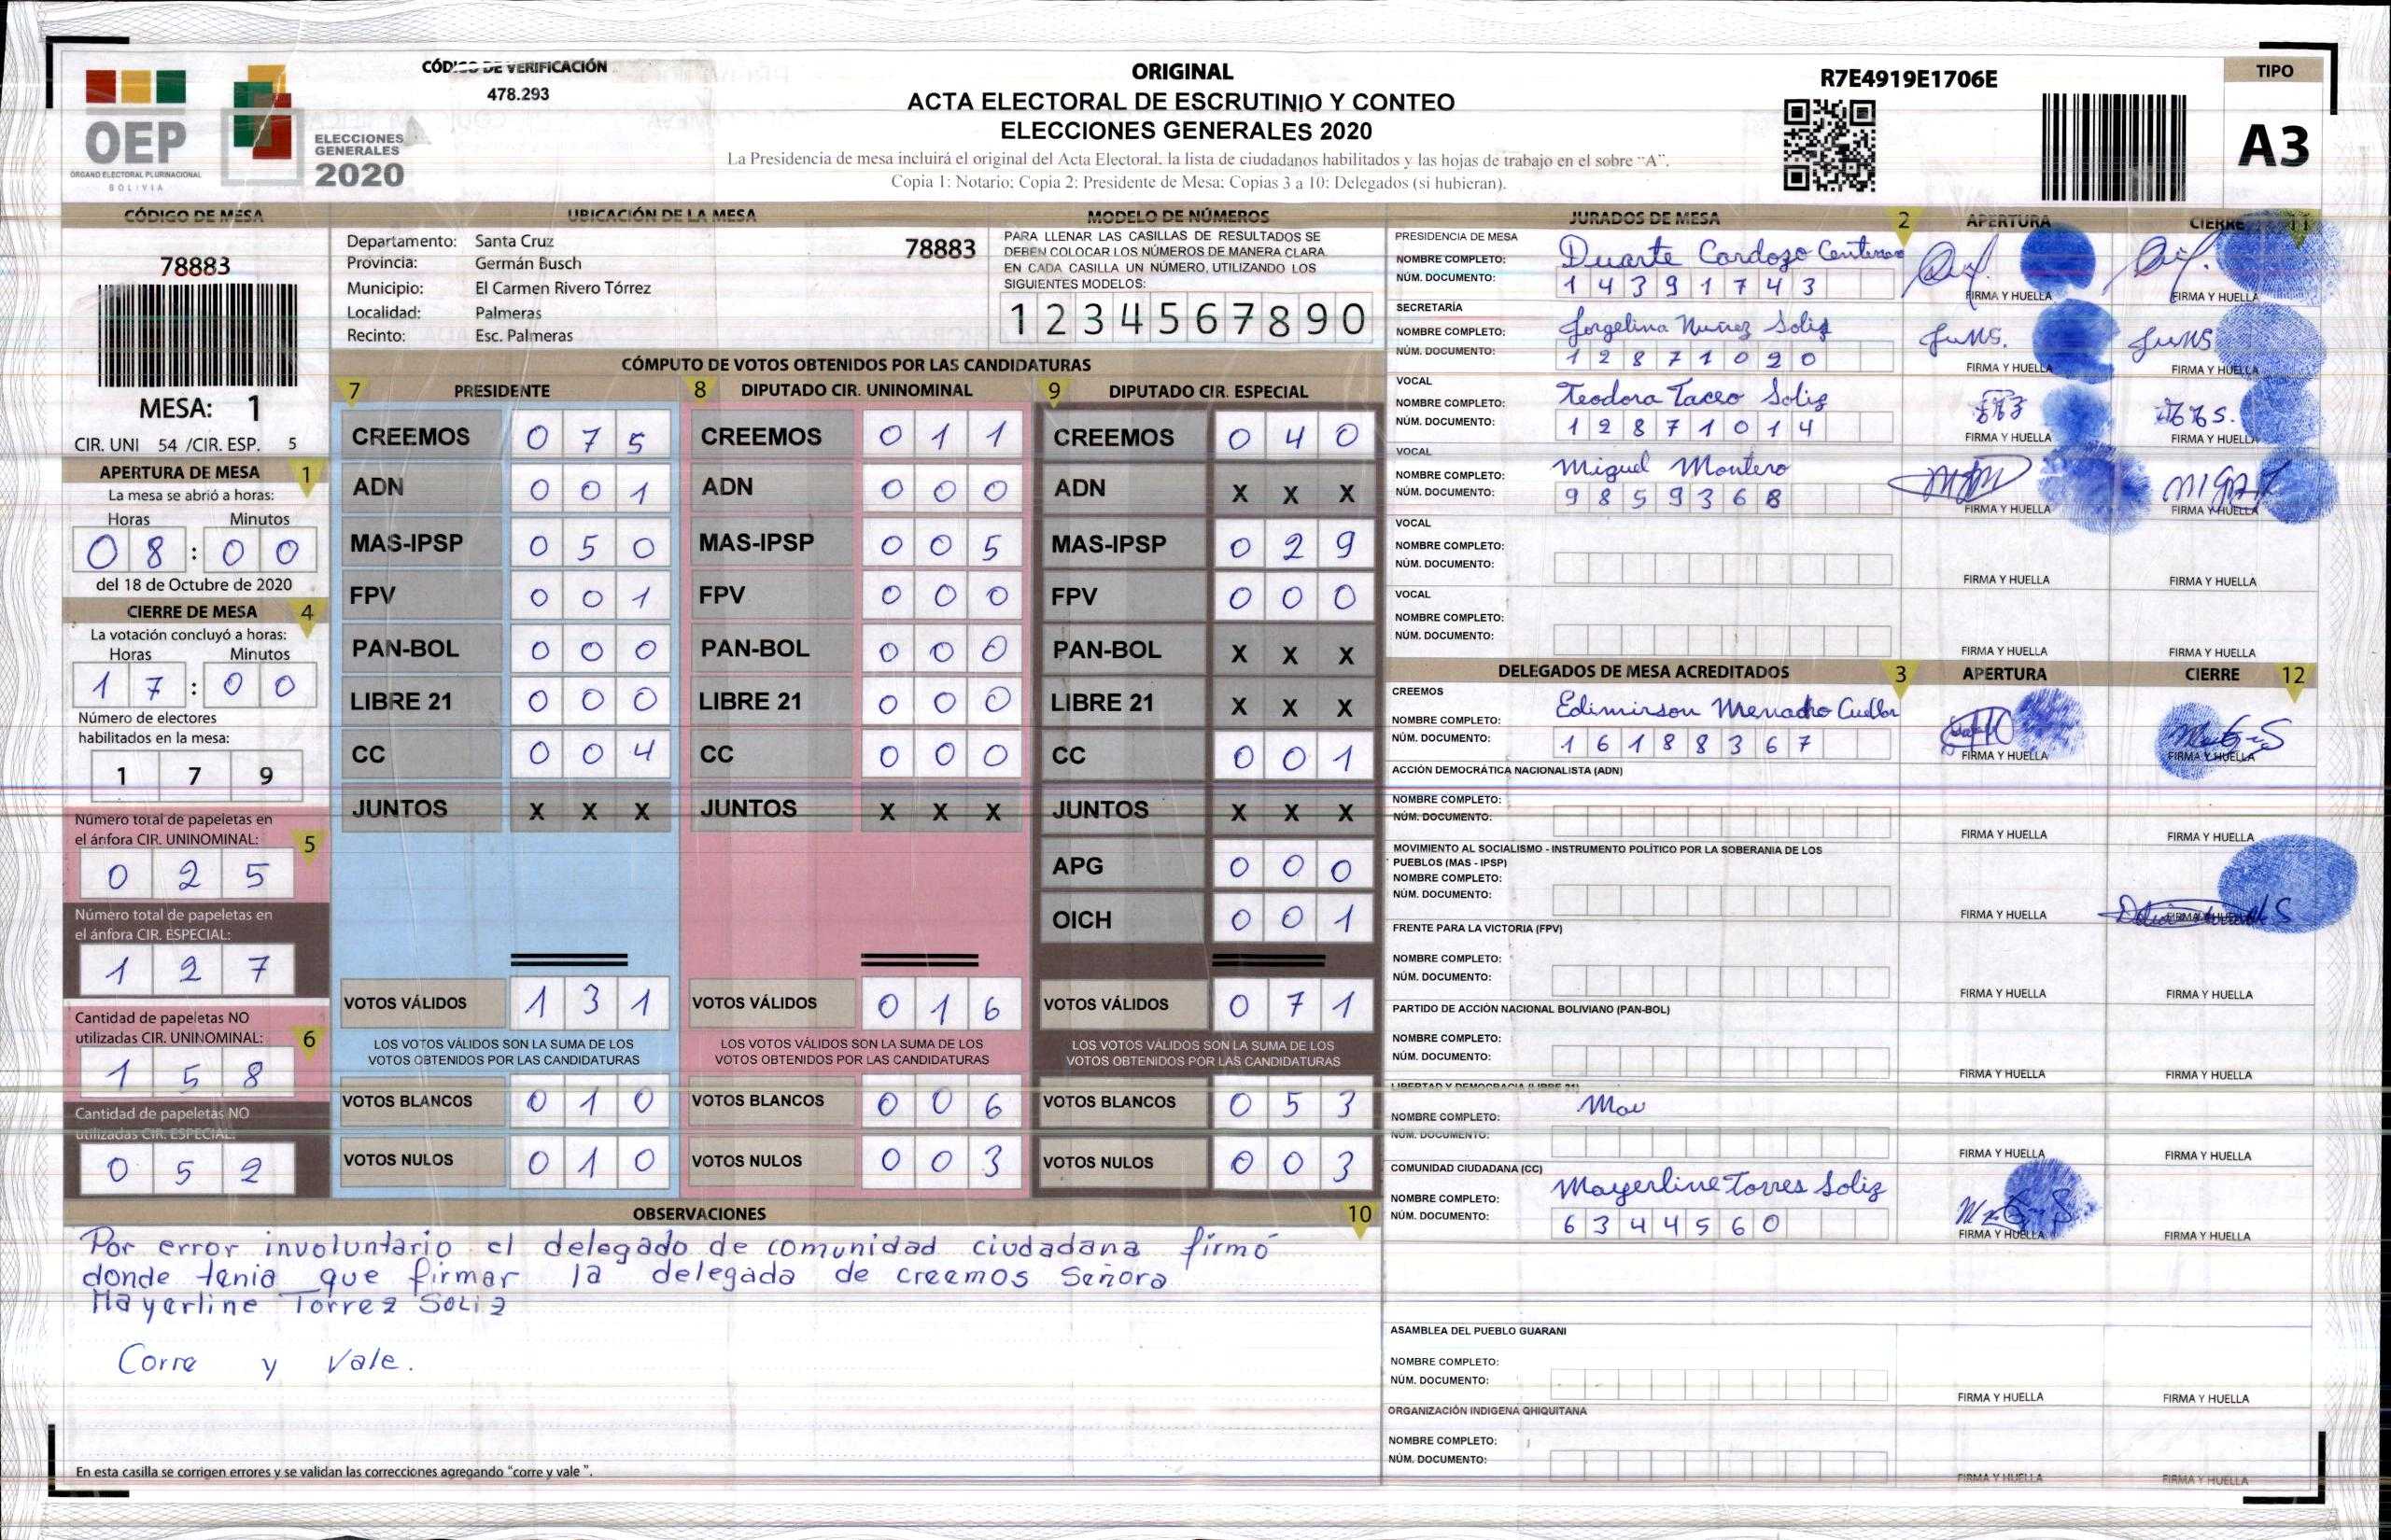 CÓDIGO DE VERIFICACIÓN
478.293
OEP
ÓRGANO ELECTORAL PLURINACIONAL
BOLIVIA
ELECCIONES
GENERALES
2020
ORIGINAL
ACTA ELECTORAL DE ESCRUTINIO Y CONTEO
ELECCIONES GENERALES 2020
La Presidencia de mesa incluirá el original del Acta Electoral, la lista de ciudadanos habilitados y las hojas de trabajo en el sobre "A".
Copia 1: Notario; Copia 2: Presidente de Mesa; Copias 3 a 10: Delegados (si hubieran).
R7E4919E1706E
TIPO
A3
CÓDIGO DE MESA
78883
MESA: 1
CIR. UNI 54 /CIR. ESP. 5
APERTURA DE MESA 1
La mesa se abrió a horas:
Horas Minutos
0 8 : 0 0
del 18 de Octubre de 2020
CIERRE DE MESA 4
La votación concluyó a horas:
Horas Minutos
1 7 : 0 0
Número de electores
habilitados en la mesa:
1 7 9
Número total de papeletas en
el ánfora CIR. UNINOMINAL: 5
0 2 5
Número total de papeletas en
el ánfora CIR. ESPECIAL:
1 2 7
Cantidad de papeletas NO
utilizadas CIR. UNINOMINAL: 6
1 5 8
Cantidad de papeletas NO
utilizadas CIR. ESPECIAL:
0 5 2
UBICACIÓN DE LA MESA
Departamento: Santa Cruz 78883
Provincia: Germán Busch
Municipio: El Carmen Rivero Tórrez
Localidad: Palmeras
Recinto: Esc. Palmeras
MODELO DE NÚMEROS
PARA LLENAR LAS CASILLAS DE RESULTADOS SE
DEBEN COLOCAR LOS NÚMEROS DE MANERA CLARA
EN CADA CASILLA UN NÚMERO, UTILIZANDO LOS
SIGUIENTES MODELOS:
1 2 3 4 5 6 7 8 9 0
CÓMPUTO DE VOTOS OBTENIDOS POR LAS CANDIDATURAS
7 PRESIDENTE
CREEMOS 0 7 5
ADN 0 0 1
MAS-IPSP 0 5 0
FPV 0 0 1
PAN-BOL 0 0 0
LIBRE 21 0 0 0
CC 0 0 4
JUNTOS X X X
VOTOS VÁLIDOS 1 3 1
LOS VOTOS VÁLIDOS SON LA SUMA DE LOS
VOTOS OBTENIDOS POR LAS CANDIDATURAS
VOTOS BLANCOS 0 1 0
VOTOS NULOS 0 1 0
8 DIPUTADO CIR. UNINOMINAL
CREEMOS 0 1 1
ADN 0 0 0
MAS-IPSP 0 0 5
FPV 0 0 0
PAN-BOL 0 0 0
LIBRE 21 0 0 0
CC 0 0 0
JUNTOS X X X
VOTOS VÁLIDOS 0 1 6
LOS VOTOS VÁLIDOS SON LA SUMA DE LOS
VOTOS OBTENIDOS POR LAS CANDIDATURAS
VOTOS BLANCOS 0 0 6
VOTOS NULOS 0 0 3
9 DIPUTADO CIR. ESPECIAL
CREEMOS 0 4 0
ADN X X X
MAS-IPSP 0 2 9
FPV 0 0 0
PAN-BOL X X X
LIBRE 21 X X X
CC 0 0 1
JUNTOS X X X
APG 0 0 0
OICH 0 0 1
VOTOS VÁLIDOS 0 7 1
LOS VOTOS VÁLIDOS SON LA SUMA DE LOS
VOTOS OBTENIDOS POR LAS CANDIDATURAS
VOTOS BLANCOS 0 5 3
VOTOS NULOS 0 0 3
OBSERVACIONES 10
Por error involuntario el delegado de comunidad ciudadana firmó
donde tenia que firmar la delegada de creemos Señora
Mayerline Torrez Soliz
Corre y Vale.
En esta casilla se corrigen errores y se validan las correcciones agregando "corre y vale".
JURADOS DE MESA 2 APERTURA CIERRE 11
PRESIDENCIA DE MESA
NOMBRE COMPLETO: Duarte Cardozo
NÚM. DOCUMENTO: 1 4 3 9 1 7 4 3
FIRMA Y HUELLA FIRMA Y HUELLA
SECRETARÍA
NOMBRE COMPLETO: Jorgelina Nuñez Soliz
NÚM. DOCUMENTO: 1 2 8 7 1 0 2 0
FIRMA Y HUELLA FIRMA Y HUELLA
VOCAL
NOMBRE COMPLETO: Teodora Taceo Soliz
NÚM. DOCUMENTO: 1 2 8 7 1 0 1 4
FIRMA Y HUELLA FIRMA Y HUELLA
VOCAL
NOMBRE COMPLETO: Miguel Montero
NÚM. DOCUMENTO: 9 8 5 9 3 6 8
FIRMA Y HUELLA FIRMA Y HUELLA
VOCAL
NOMBRE COMPLETO:
NÚM. DOCUMENTO:
FIRMA Y HUELLA FIRMA Y HUELLA
VOCAL
NOMBRE COMPLETO:
NÚM. DOCUMENTO:
FIRMA Y HUELLA FIRMA Y HUELLA
DELEGADOS DE MESA ACREDITADOS 3 APERTURA CIERRE 12
CREEMOS
NOMBRE COMPLETO: Edimirson Menacho Cuellar
NÚM. DOCUMENTO: 1 6 1 8 8 3 6 7
FIRMA Y HUELLA FIRMA Y HUELLA
ACCIÓN DEMOCRÁTICA NACIONALISTA (ADN)
NOMBRE COMPLETO:
NÚM. DOCUMENTO:
FIRMA Y HUELLA FIRMA Y HUELLA
MOVIMIENTO AL SOCIALISMO - INSTRUMENTO POLÍTICO POR LA SOBERANIA DE LOS
PUEBLOS (MAS - IPSP)
NOMBRE COMPLETO:
NÚM. DOCUMENTO:
FIRMA Y HUELLA FIRMA Y HUELLA
FRENTE PARA LA VICTORIA (FPV)
NOMBRE COMPLETO:
NÚM. DOCUMENTO:
FIRMA Y HUELLA FIRMA Y HUELLA
PARTIDO DE ACCIÓN NACIONAL BOLIVIANO (PAN-BOL)
NOMBRE COMPLETO:
NÚM. DOCUMENTO:
FIRMA Y HUELLA FIRMA Y HUELLA
LIBERTAD Y DEMOCRACIA (LIBRE 21)
NOMBRE COMPLETO:
NÚM. DOCUMENTO:
FIRMA Y HUELLA FIRMA Y HUELLA
COMUNIDAD CIUDADANA (CC)
NOMBRE COMPLETO: Mayerline Torres Soliz
NÚM. DOCUMENTO: 6 3 4 4 5 6 0
FIRMA Y HUELLA FIRMA Y HUELLA
ASAMBLEA DEL PUEBLO GUARANI
NOMBRE COMPLETO:
NÚM. DOCUMENTO:
FIRMA Y HUELLA FIRMA Y HUELLA
ORGANIZACIÓN INDIGENA QHIQUITANA
NOMBRE COMPLETO:
NÚM. DOCUMENTO:
FIRMA Y HUELLA FIRMA Y HUELLA